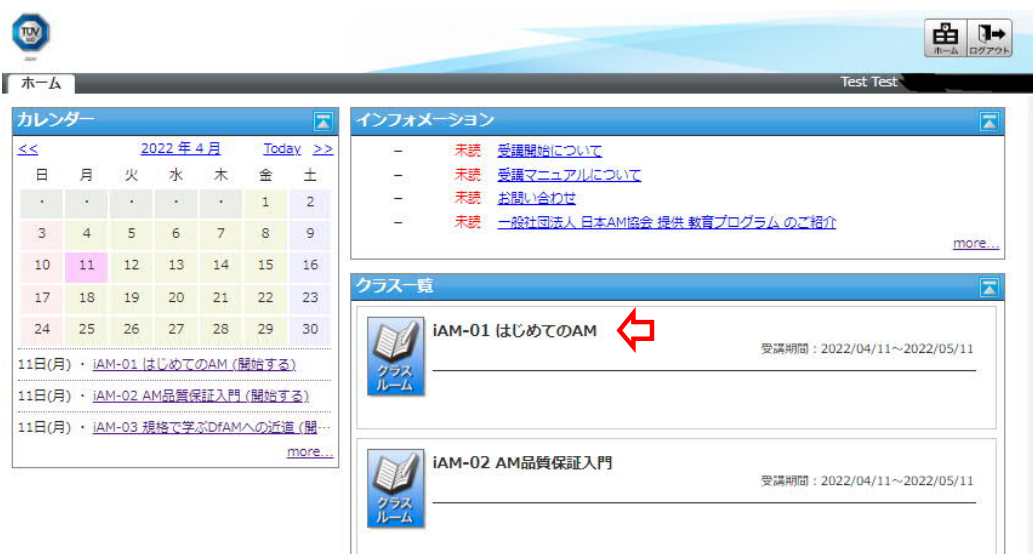 TÜV
SÜD
Japan
ホーム
ログアウト
ホーム
Test Test
カレンダー
<< 2022 年 4 月 Today >>
日 月 火 水 木 金 土
・ ・ ・ ・ ・ 1 2
3 4 5 6 7 8 9
10 11 12 13 14 15 16
17 18 19 20 21 22 23
24 25 26 27 28 29 30
11日(月) ・ iAM-01 はじめてのAM (開始する)
11日(月) ・ iAM-02 AM品質保証入門 (開始する)
11日(月) ・ iAM-03 規格で学ぶDfAMへの近道 (開…
more...
インフォメーション
－ 未読 受講開始について
－ 未読 受講マニュアルについて
－ 未読 お問い合わせ
－ 未読 一般社団法人 日本AM協会 提供 教育プログラム のご紹介
more...
クラス一覧
クラス
ルーム
iAM-01 はじめてのAM
受講期間：2022/04/11～2022/05/11
クラス
ルーム
iAM-02 AM品質保証入門
受講期間：2022/04/11～2022/05/11